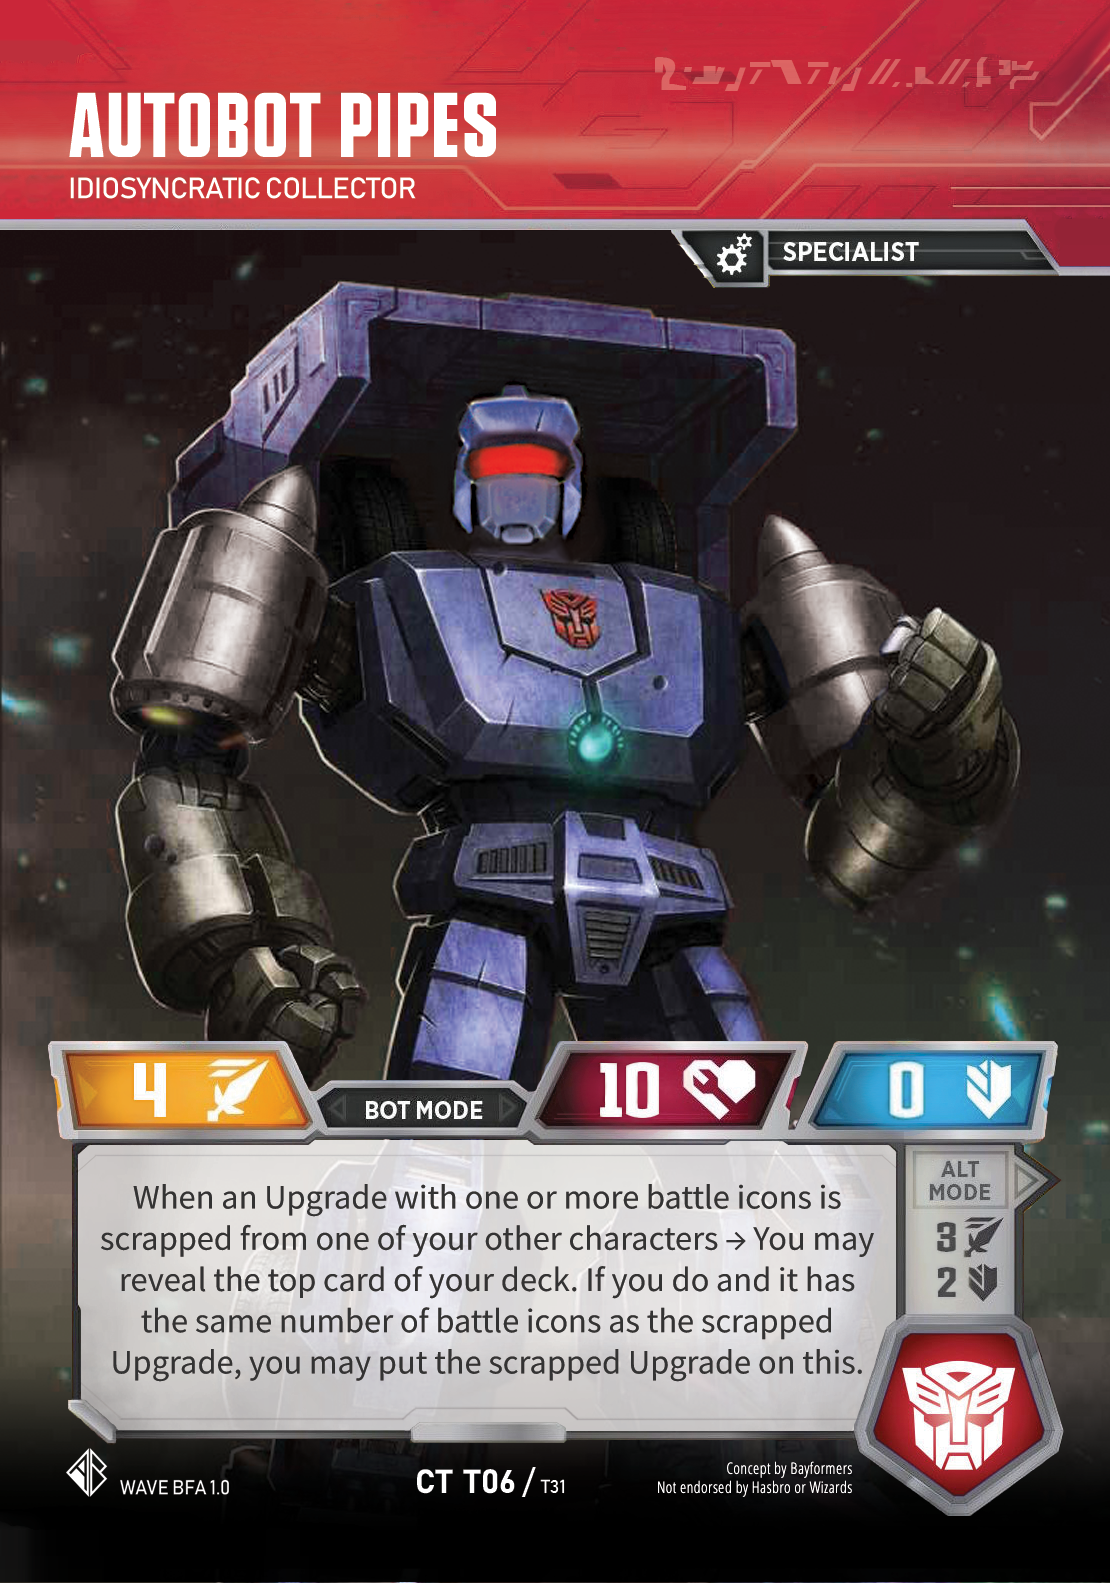 AUTOBOT PIPES
IDIOSYNCRATIC COLLECTOR
SPECIALIST
4
BOT MODE
10
0
When an Upgrade with one or more battle icons is
scrapped from one of your other characters → You may
reveal the top card of your deck. If you do and it has
the same number of battle icons as the scrapped
Upgrade, you may put the scrapped Upgrade on this.
ALT
MODE
3
2
WAVE BFA 1.0
CT T06 / T31
Concept by Bayformers
Not endorsed by Hasbro or Wizards